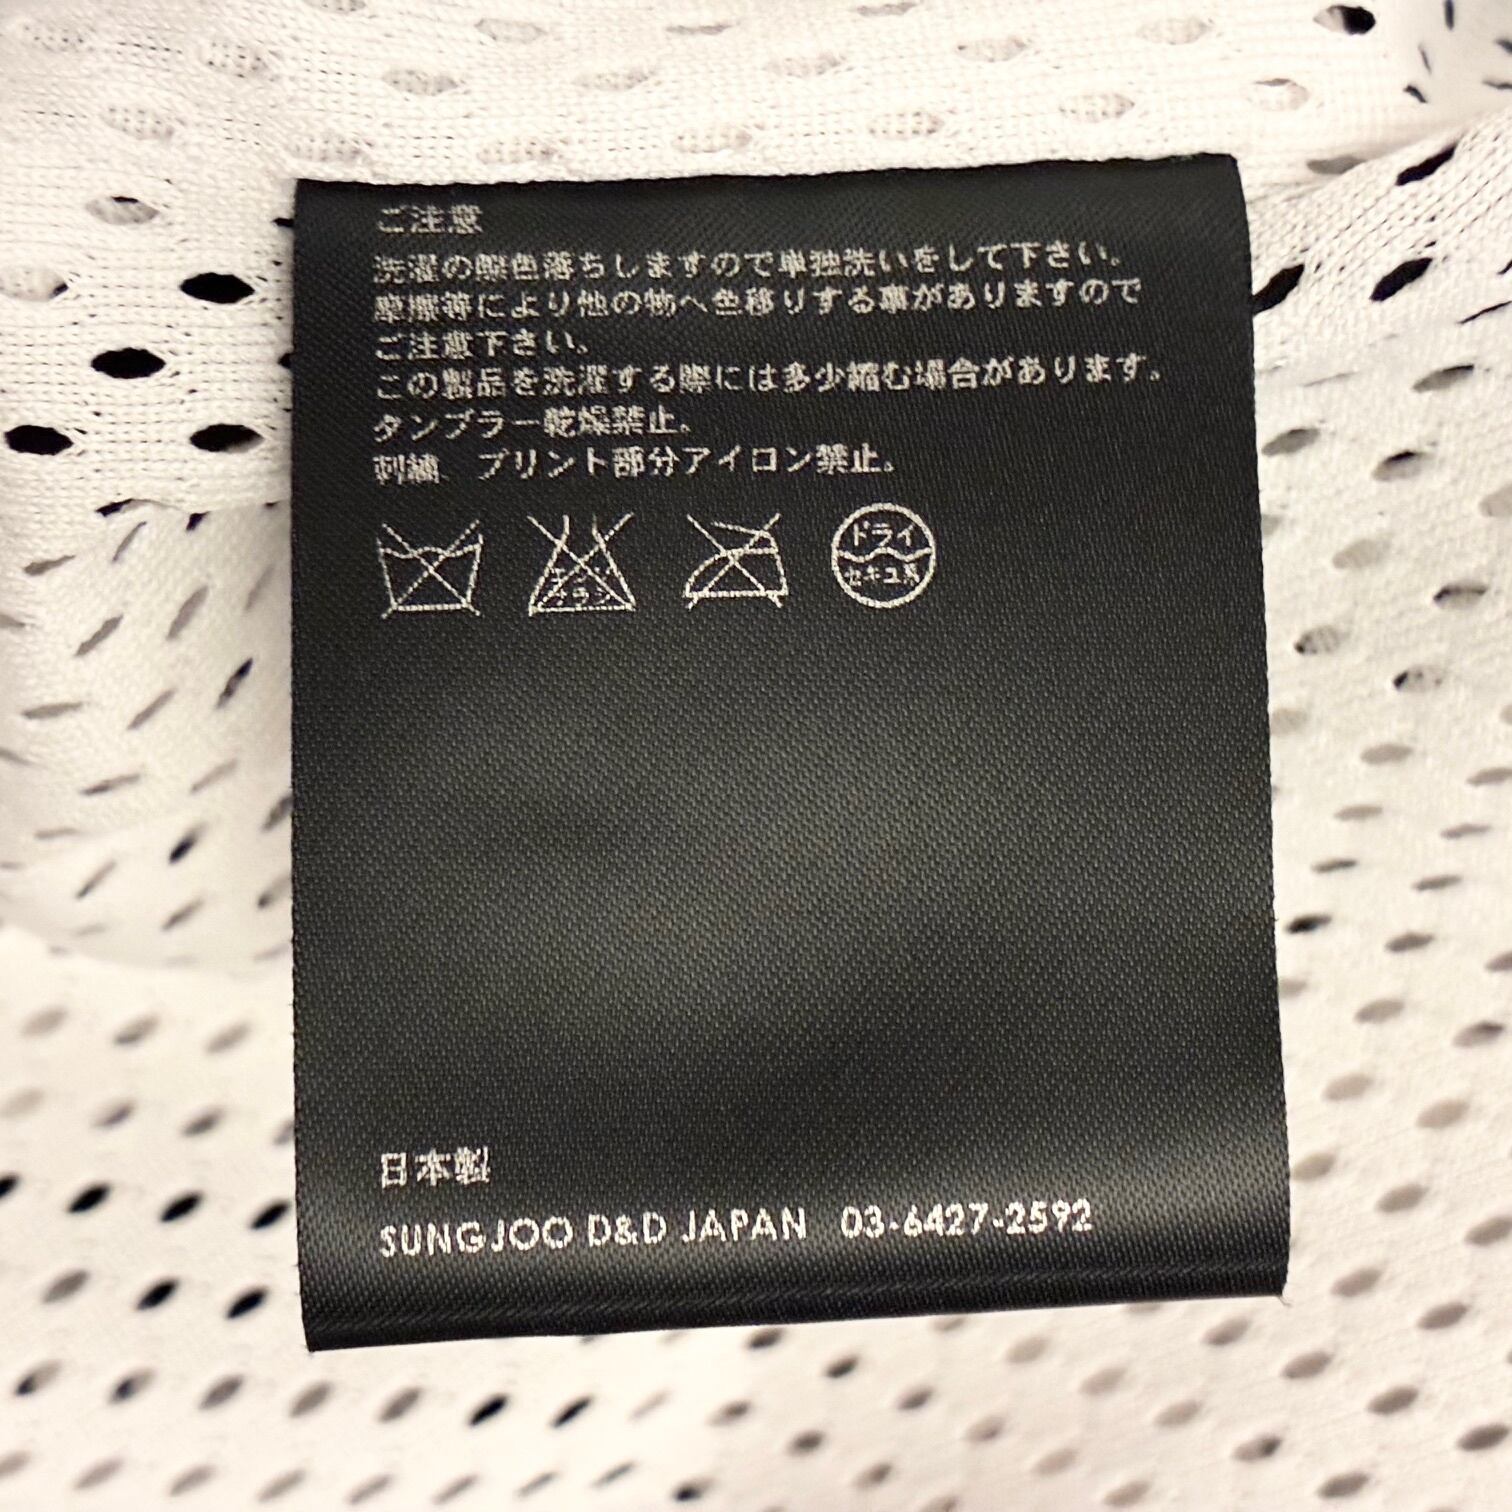 ご注意
洗濯の際色落ちしますので単独洗いをして下さい。
摩擦等により他の物へ色移りする事がありますので
ご注意下さい。
この製品を洗濯する際には多少縮む場合があります。
タンブラー乾燥禁止。
刺繍、プリント部分アイロン禁止。
エンソ
サラシ
ドライ
セキユ系
日本製
SUNGJOO D&D JAPAN 03-6427-2592